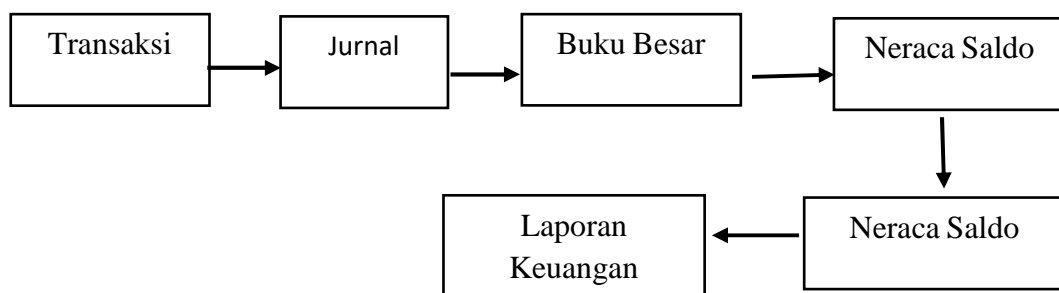 Transaksi
Jurnal
Buku Besar
Neraca Saldo
Neraca Saldo
Laporan
Keuangan